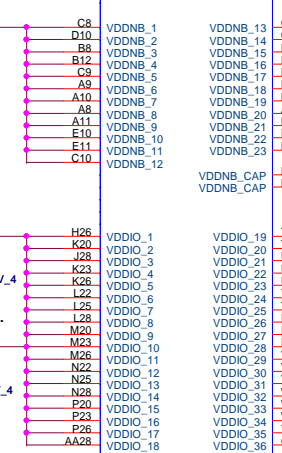 C8 VDDNB_1 VDDNB_13
D10 VDDNB_2 VDDNB_14
B8 VDDNB_3 VDDNB_15
B12 VDDNB_4 VDDNB_16
C9 VDDNB_5 VDDNB_17
A9 VDDNB_6 VDDNB_18
A10 VDDNB_7 VDDNB_19
A8 VDDNB_8 VDDNB_20
A11 VDDNB_9 VDDNB_21
E10 VDDNB_10 VDDNB_22
E11 VDDNB_11 VDDNB_23
C10 VDDNB_12
VDDNB_CAP
VDDNB_CAP
H26 VDDIO_1 VDDIO_19
K20 VDDIO_2 VDDIO_20
J28 VDDIO_3 VDDIO_21
K23 VDDIO_4 VDDIO_22
V_4 K26 VDDIO_5 VDDIO_23
L22 VDDIO_6 VDDIO_24
L25 VDDIO_7 VDDIO_25
L28 VDDIO_8 VDDIO_26
M20 VDDIO_9 VDDIO_27
M23 VDDIO_10 VDDIO_28
M26 VDDIO_11 VDDIO_29
N22 VDDIO_12 VDDIO_30
N25 VDDIO_13 VDDIO_31
_4 N28 VDDIO_14 VDDIO_32
P20 VDDIO_15 VDDIO_33
P23 VDDIO_16 VDDIO_34
P26 VDDIO_17 VDDIO_35
AA28 VDDIO_18 VDDIO_36